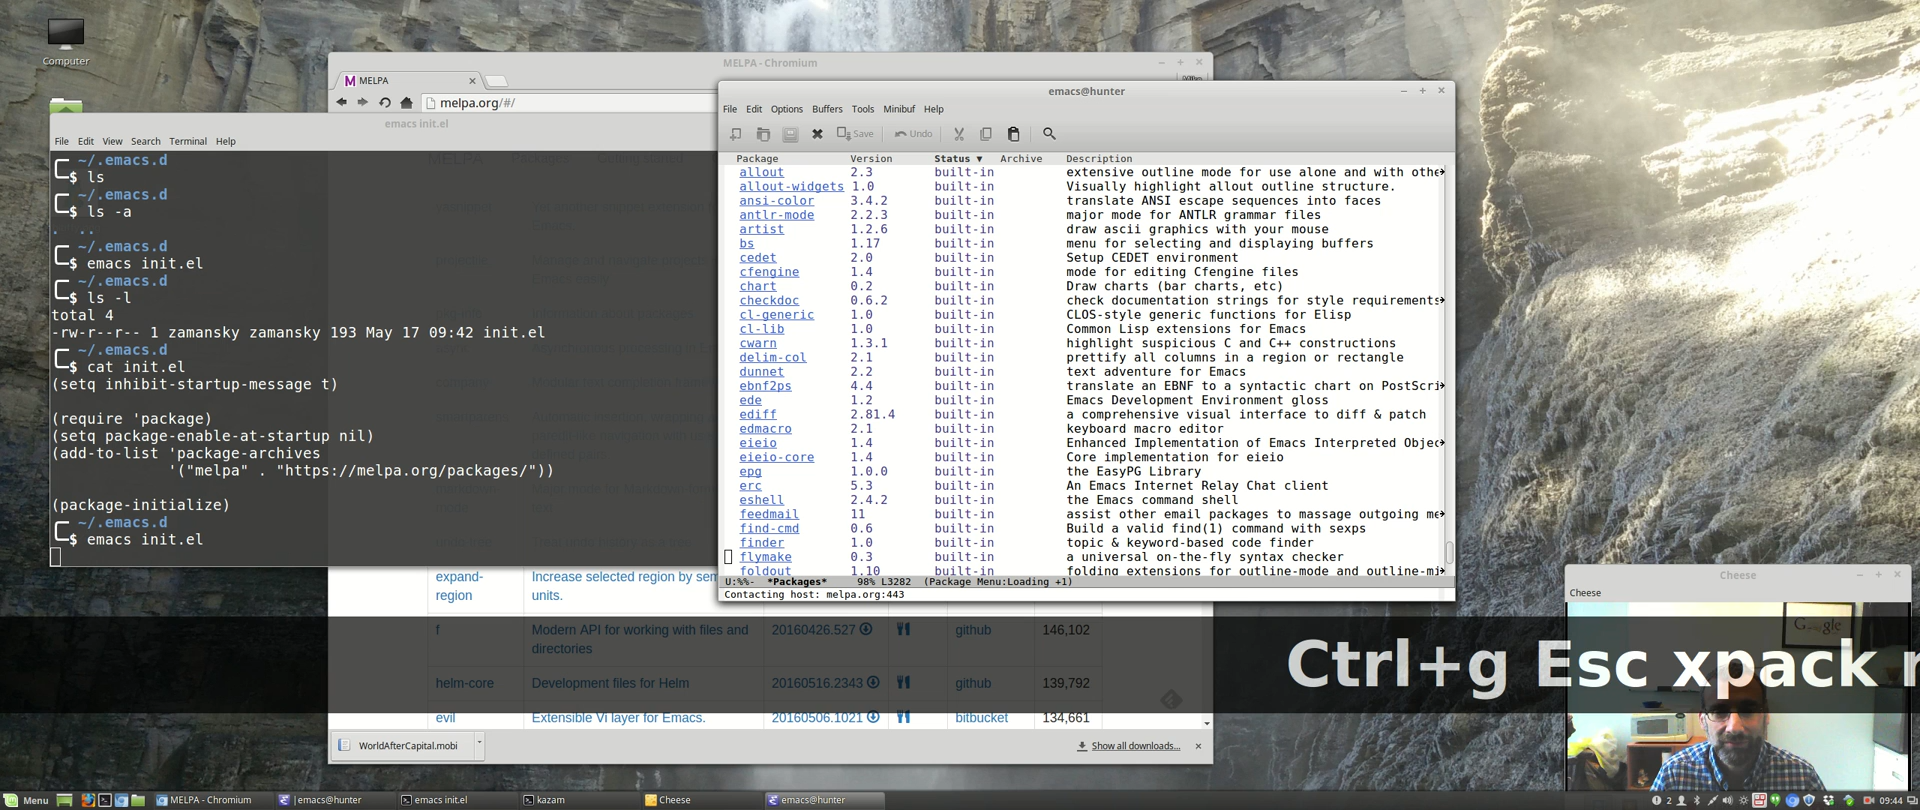 Computer
MELPA - Chromium
MELPA
melpa.org/#/
emacs init.el
File Edit View Search Terminal Help
~/.emacs.d
$ ls
~/.emacs.d
$ ls -a
. ..
~/.emacs.d
$ emacs init.el
~/.emacs.d
$ ls -l
total 4
-rw-r--r-- 1 zamansky zamansky 193 May 17 09:42 init.el
~/.emacs.d
$ cat init.el
(setq inhibit-startup-message t)
(require 'package)
(setq package-enable-at-startup nil)
(add-to-list 'package-archives
'("melpa" . "https://melpa.org/packages/"))
(package-initialize)
~/.emacs.d
$ emacs init.el
emacs@hunter
File Edit Options Buffers Tools Minibuf Help
Save Undo
Package Version Status ▼ Archive Description
allout 2.3 built-in extensive outline mode for use alone and with othe
allout-widgets 1.0 built-in Visually highlight allout outline structure.
ansi-color 3.4.2 built-in translate ANSI escape sequences into faces
antlr-mode 2.2.3 built-in major mode for ANTLR grammar files
artist 1.2.6 built-in draw ascii graphics with your mouse
bs 1.17 built-in menu for selecting and displaying buffers
cedet 2.0 built-in Setup CEDET environment
cfengine 1.4 built-in mode for editing Cfengine files
chart 0.2 built-in Draw charts (bar charts, etc)
checkdoc 0.6.2 built-in check documentation strings for style requirements
cl-generic 1.0 built-in CLOS-style generic functions for Elisp
cl-lib 1.0 built-in Common Lisp extensions for Emacs
cwarn 1.3.1 built-in highlight suspicious C and C++ constructions
delim-col 2.1 built-in prettify all columns in a region or rectangle
dunnet 2.2 built-in text adventure for Emacs
ebnf2ps 4.4 built-in translate an EBNF to a syntactic chart on PostScri
ede 1.2 built-in Emacs Development Environment gloss
ediff 2.81.4 built-in a comprehensive visual interface to diff & patch
edmacro 2.1 built-in keyboard macro editor
eieio 1.4 built-in Enhanced Implementation of Emacs Interpreted Objec
eieio-core 1.4 built-in Core implementation for eieio
epg 1.0.0 built-in the EasyPG Library
erc 5.3 built-in An Emacs Internet Relay Chat client
eshell 2.4.2 built-in the Emacs command shell
feedmail 11 built-in assist other email packages to massage outgoing me
find-cmd 0.6 built-in Build a valid find(1) command with sexps
finder 1.0 built-in topic & keyword-based code finder
flymake 0.3 built-in a universal on-the-fly syntax checker
foldout 1.10 built-in folding extensions for outline-mode and outline-mi
U:%%- *Packages* 98% L3282 (Package Menu:Loading +1)
Contacting host: melpa.org:443
expand-region Increase selected region by sem
units.
f Modern API for working with files and directories 20160426.527 github 146,102
helm-core Development files for Helm 20160516.2343 github 139,792
evil Extensible Vi layer for Emacs. 20160506.1021 bitbucket 134,661
WorldAfterCapital.mobi
Show all downloads...
Cheese
Cheese
Google
Ctrl+g Esc xpack
Menu
MELPA - Chromium
emacs@hunter
emacs init.el
kazam
Cheese
emacs@hunter
2
09:44